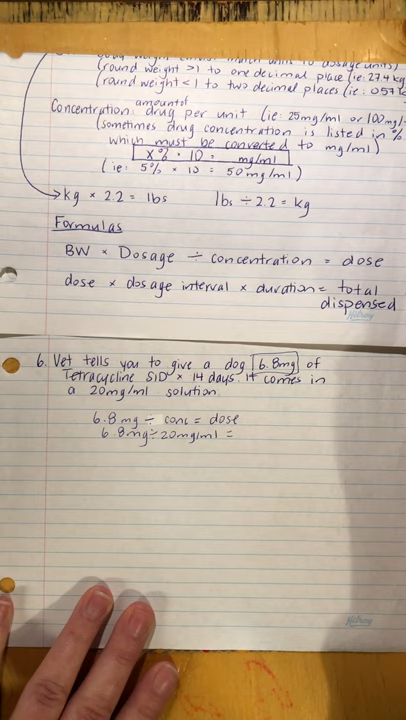 (round weight >1 to one decimal place (ie: 27.4 kg
(round weight < 1 to two decimal places (ie: 0.57 k
Concentration: amount of drug per unit (ie: 25mg/ml or 100mg/
(sometimes drug concentration is listed in %
which must be converted to mg/ml)
x% · 10 = mg/ml
(ie: 5% × 10 = 50mg/ml)
kg × 2.2 = lbs lbs ÷ 2.2 = kg
Formulas
BW × Dosage ÷ concentration = dose
dose × dosage interval × duration = total
dispensed
Hilroy
6. Vet tells you to give a dog 6.8mg of
Tetracycline SID × 14 days. It comes in
a 20mg/ml solution.
6.8mg ÷ conc = dose
6.8mg ÷ 20mg/ml =
Hilroy